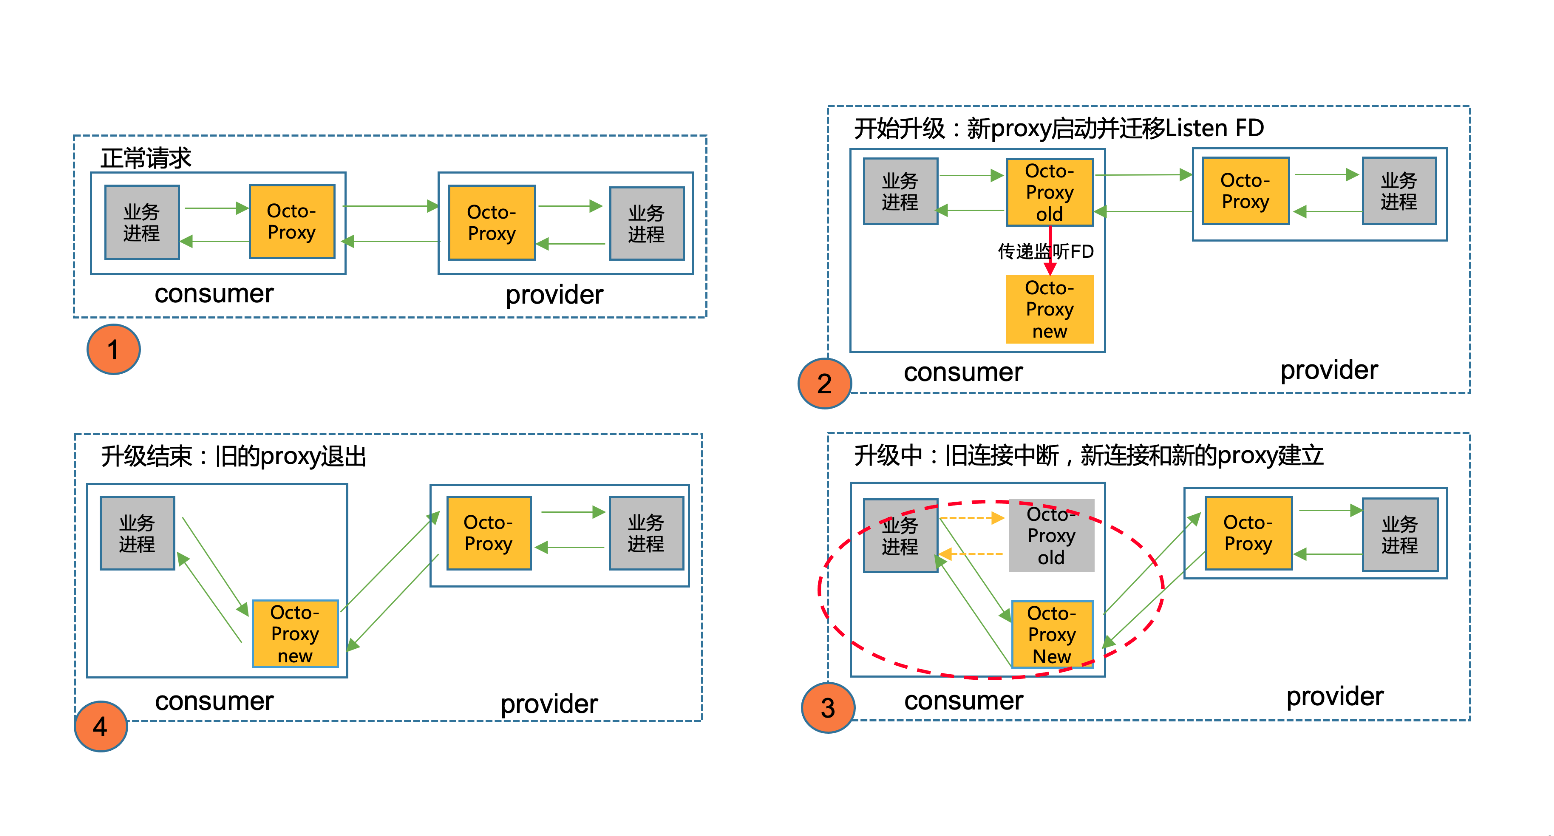 正常请求
业务
进程
Octo-
Proxy
Octo-
Proxy
业务
进程
consumer
provider
1
开始升级：新proxy启动并迁移Listen FD
业务
进程
Octo-
Proxy
old
Octo-
Proxy
业务
进程
传递监听FD
Octo-
Proxy
new
consumer
provider
2
升级中：旧连接中断，新连接和新的proxy建立
业务
进程
Octo-
Proxy
old
Octo-
Proxy
业务
进程
Octo-
Proxy
New
consumer
provider
3
升级结束：旧的proxy退出
业务
进程
Octo-
Proxy
业务
进程
Octo-
Proxy
new
consumer
provider
4